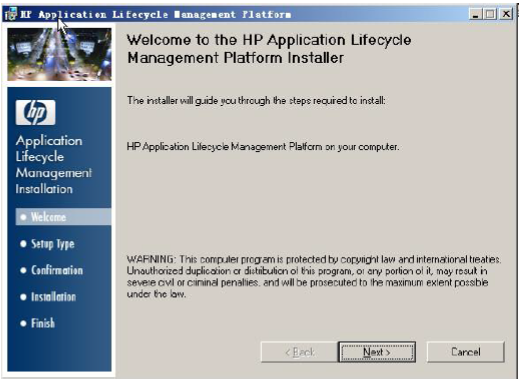 HP Application Lifecycle Management Platform
Welcome to the HP Application Lifecycle
Management Platform Installer
The installer will guide you through the steps required to install:
HP Application Lifecycle Management Platform on your computer.
hp
Application
Lifecycle
Management
Installation
Welcome
Setup Type
Confirmation
Installation
Finish
WARNING: This computer program is protected by copyright law and international treaties.
Unauthorized duplication or distribution of this program, or any portion of it, may result in
severe civil or criminal penalties, and will be prosecuted to the maximum extent possible
under the law.
< Back
Next >
Cancel